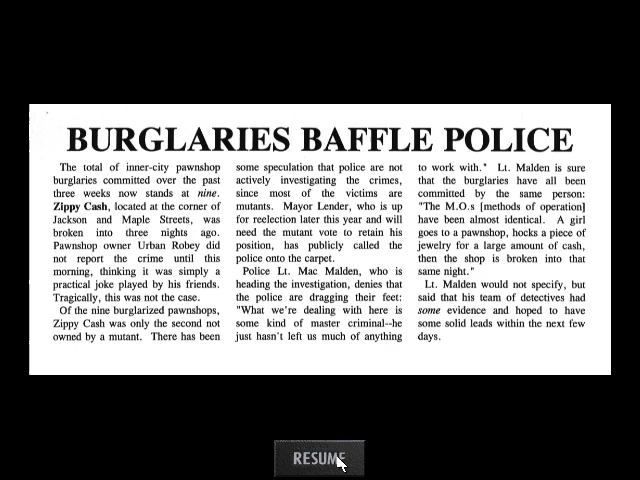 BURGLARIES BAFFLE POLICE
The total of inner-city pawnshop
burglaries committed over the past
three weeks now stands at nine.
Zippy Cash, located at the corner of
Jackson and Maple Streets, was
broken into three nights ago.
Pawnshop owner Urban Robey did
not report the crime until this
morning, thinking it was simply a
practical joke played by his friends.
Tragically, this was not the case.
Of the nine burglarized pawnshops,
Zippy Cash was only the second not
owned by a mutant. There has been
some speculation that police are not
actively investigating the crimes,
since most of the victims are
mutants. Mayor Lender, who is up
for reelection later this year and will
need the mutant vote to retain his
position, has publicly called the
police onto the carpet.
Police Lt. Mac Malden, who is
heading the investigation, denies that
the police are dragging their feet:
"What we're dealing with here is
some kind of master criminal--he
just hasn't left us much of anything
to work with." Lt. Malden is sure
that the burglaries have all been
committed by the same person:
"The M.O.s [methods of operation]
have been almost identical. A girl
goes to a pawnshop, hocks a piece of
jewelry for a large amount of cash,
then the shop is broken into that
same night."
Lt. Malden would not specify, but
said that his team of detectives had
some evidence and hoped to have
some solid leads within the next few
days.
RESUME